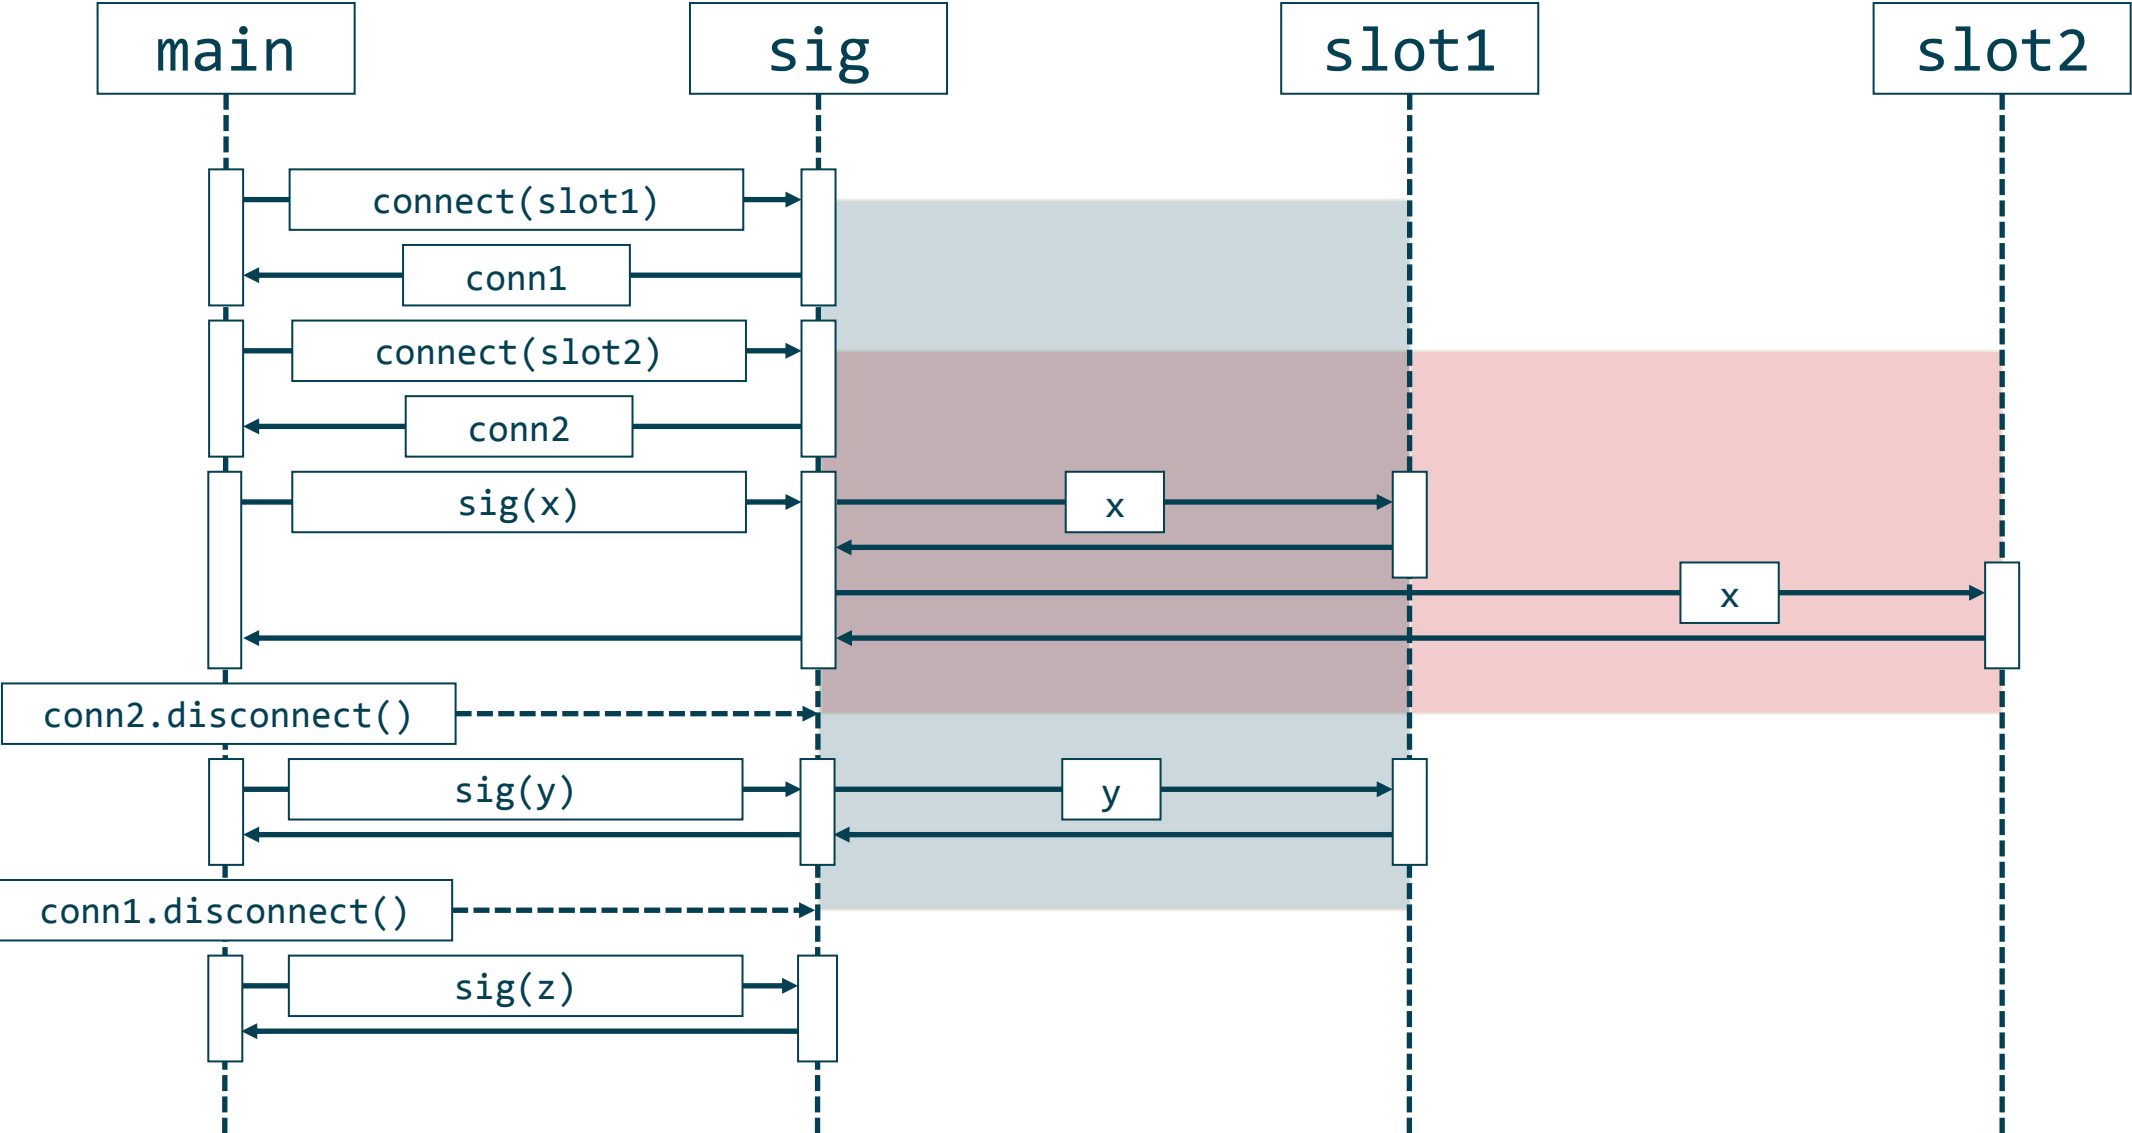 main
sig
slot1
slot2
connect(slot1)
conn1
connect(slot2)
conn2
sig(x)
x
x
conn2.disconnect()
sig(y)
y
conn1.disconnect()
sig(z)